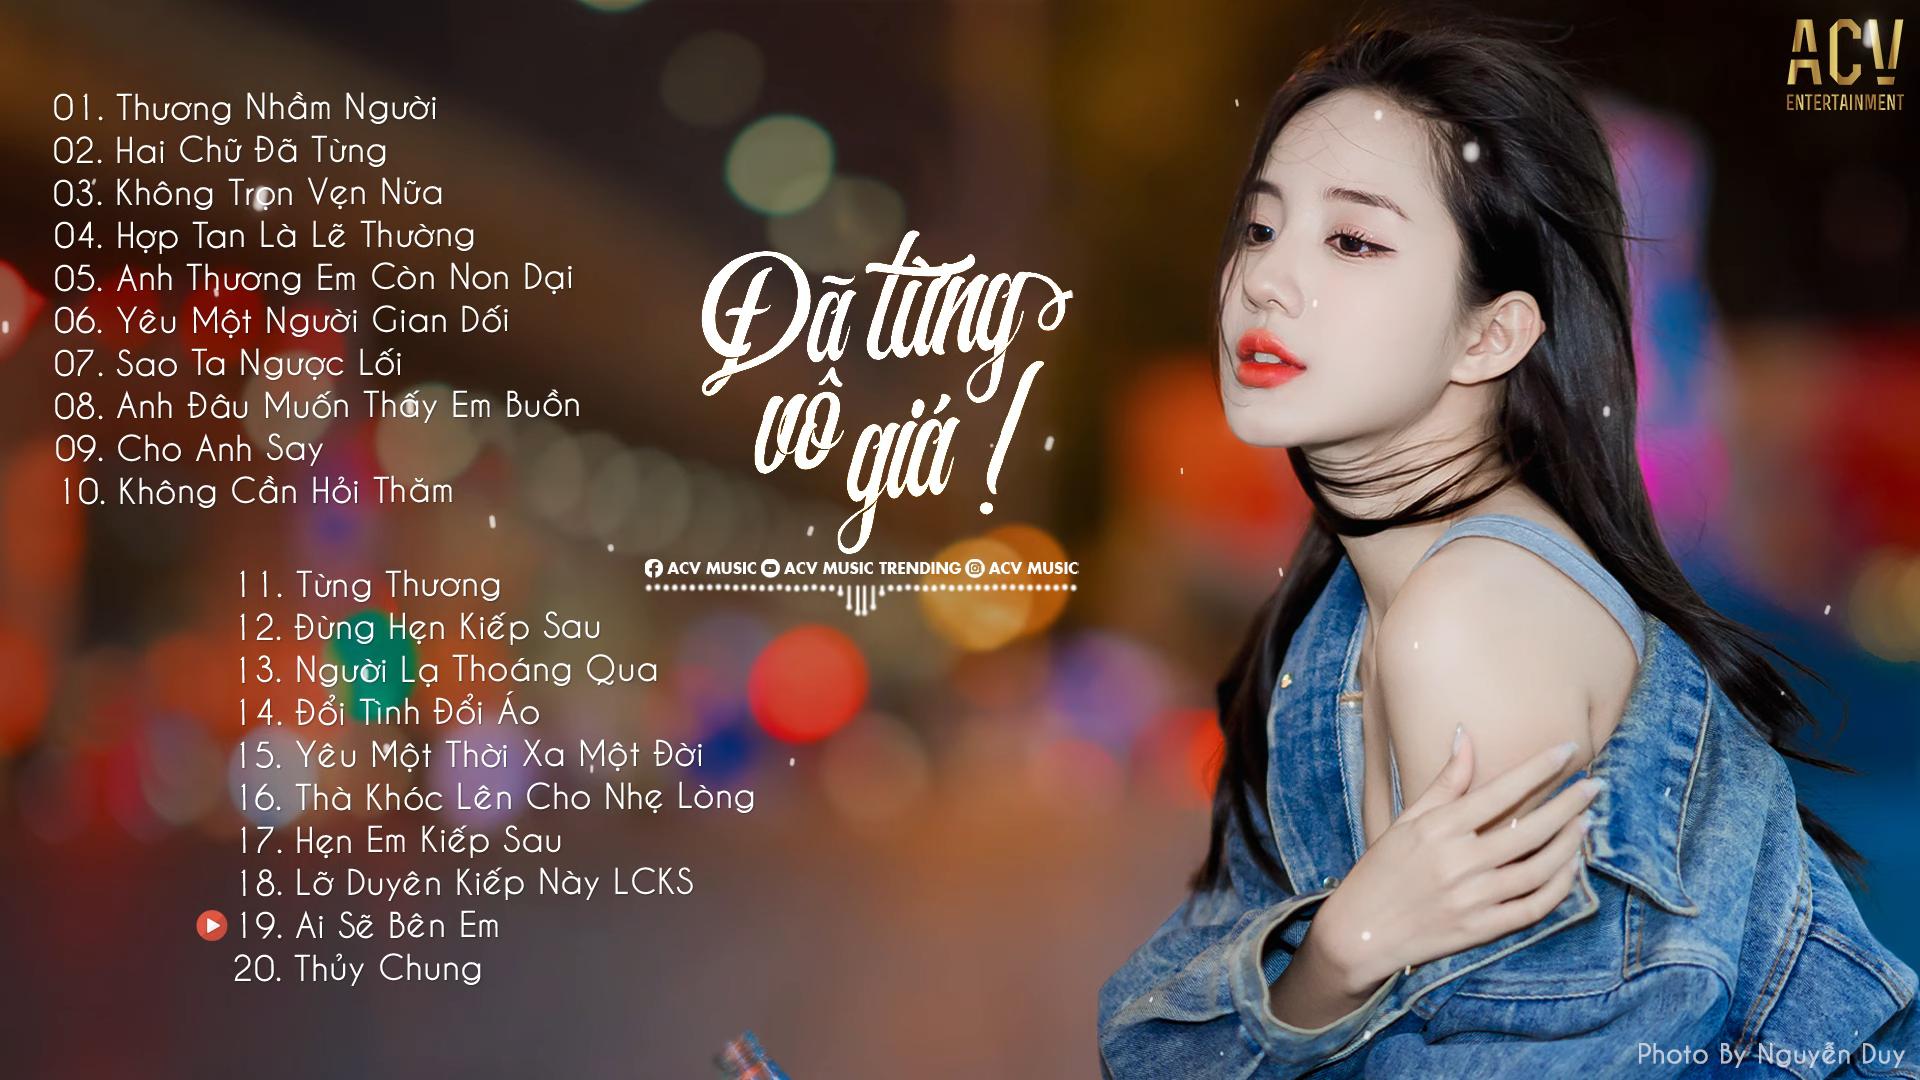 01. Thương Nhầm Người
02. Hai Chữ Đã Từng
03. Không Trọn Vẹn Nữa
04. Hợp Tan Là Lẽ Thường
05. Anh Thương Em Còn Non Dại
06. Yêu Một Người Gian Dối
07. Sao Ta Ngược Lối
08. Anh Đâu Muốn Thấy Em Buồn
09. Cho Anh Say
10. Không Cần Hỏi Thăm
11. Từng Thương
12. Đừng Hẹn Kiếp Sau
13. Người Lạ Thoáng Qua
14. Đổi Tình Đổi Áo
15. Yêu Một Thời Xa Một Đời
16. Thà Khóc Lên Cho Nhẹ Lòng
17. Hẹn Em Kiếp Sau
18. Lỡ Duyên Kiếp Này LCKS
19. Ai Sẽ Bên Em
20. Thủy Chung
Đã từng
vô giá !
ACV MUSIC ACV MUSIC TRENDING ACV MUSIC
ACV
ENTERTAINMENT
Photo By Nguyễn Duy